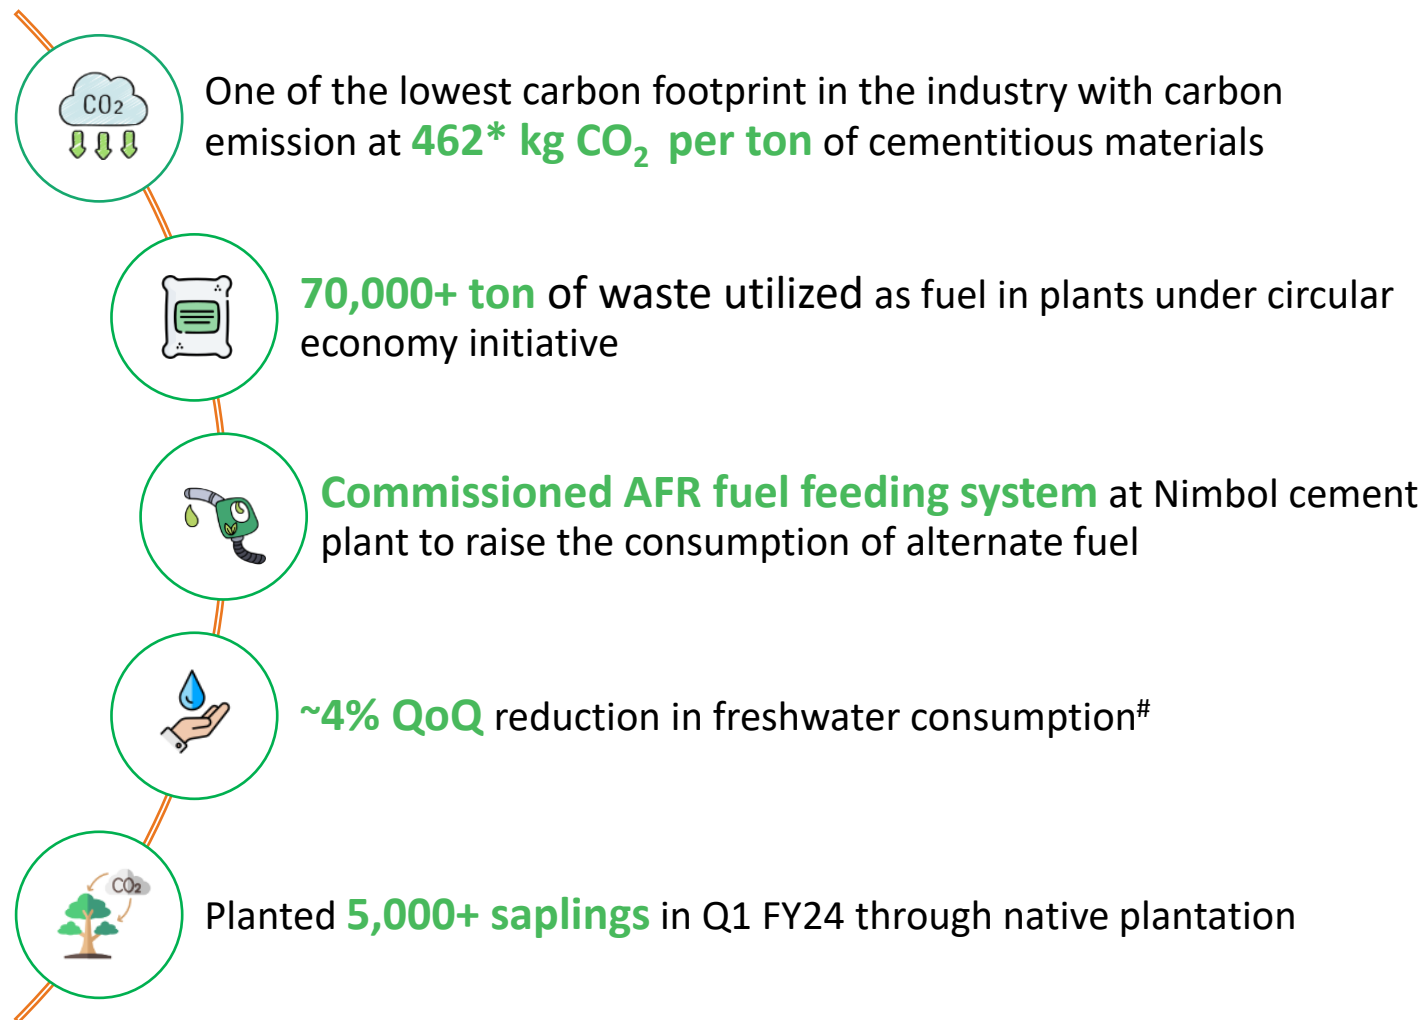 CO2
One of the lowest carbon footprint in the industry with carbon
emission at 462* kg CO₂ per ton of cementitious materials
70,000+ ton of waste utilized as fuel in plants under circular
economy initiative
Commissioned AFR fuel feeding system at Nimbol cement
plant to raise the consumption of alternate fuel
~4% QoQ reduction in freshwater consumption#
CO₂
Planted 5,000+ saplings in Q1 FY24 through native plantation